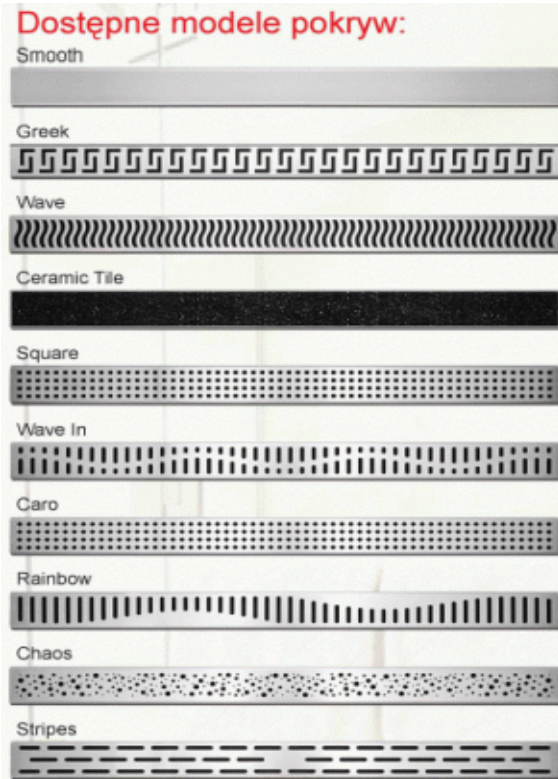 Dostępne modele pokryw:
Smooth
Greek
Wave
Ceramic Tile
Square
Wave In
Caro
Rainbow
Chaos
Stripes